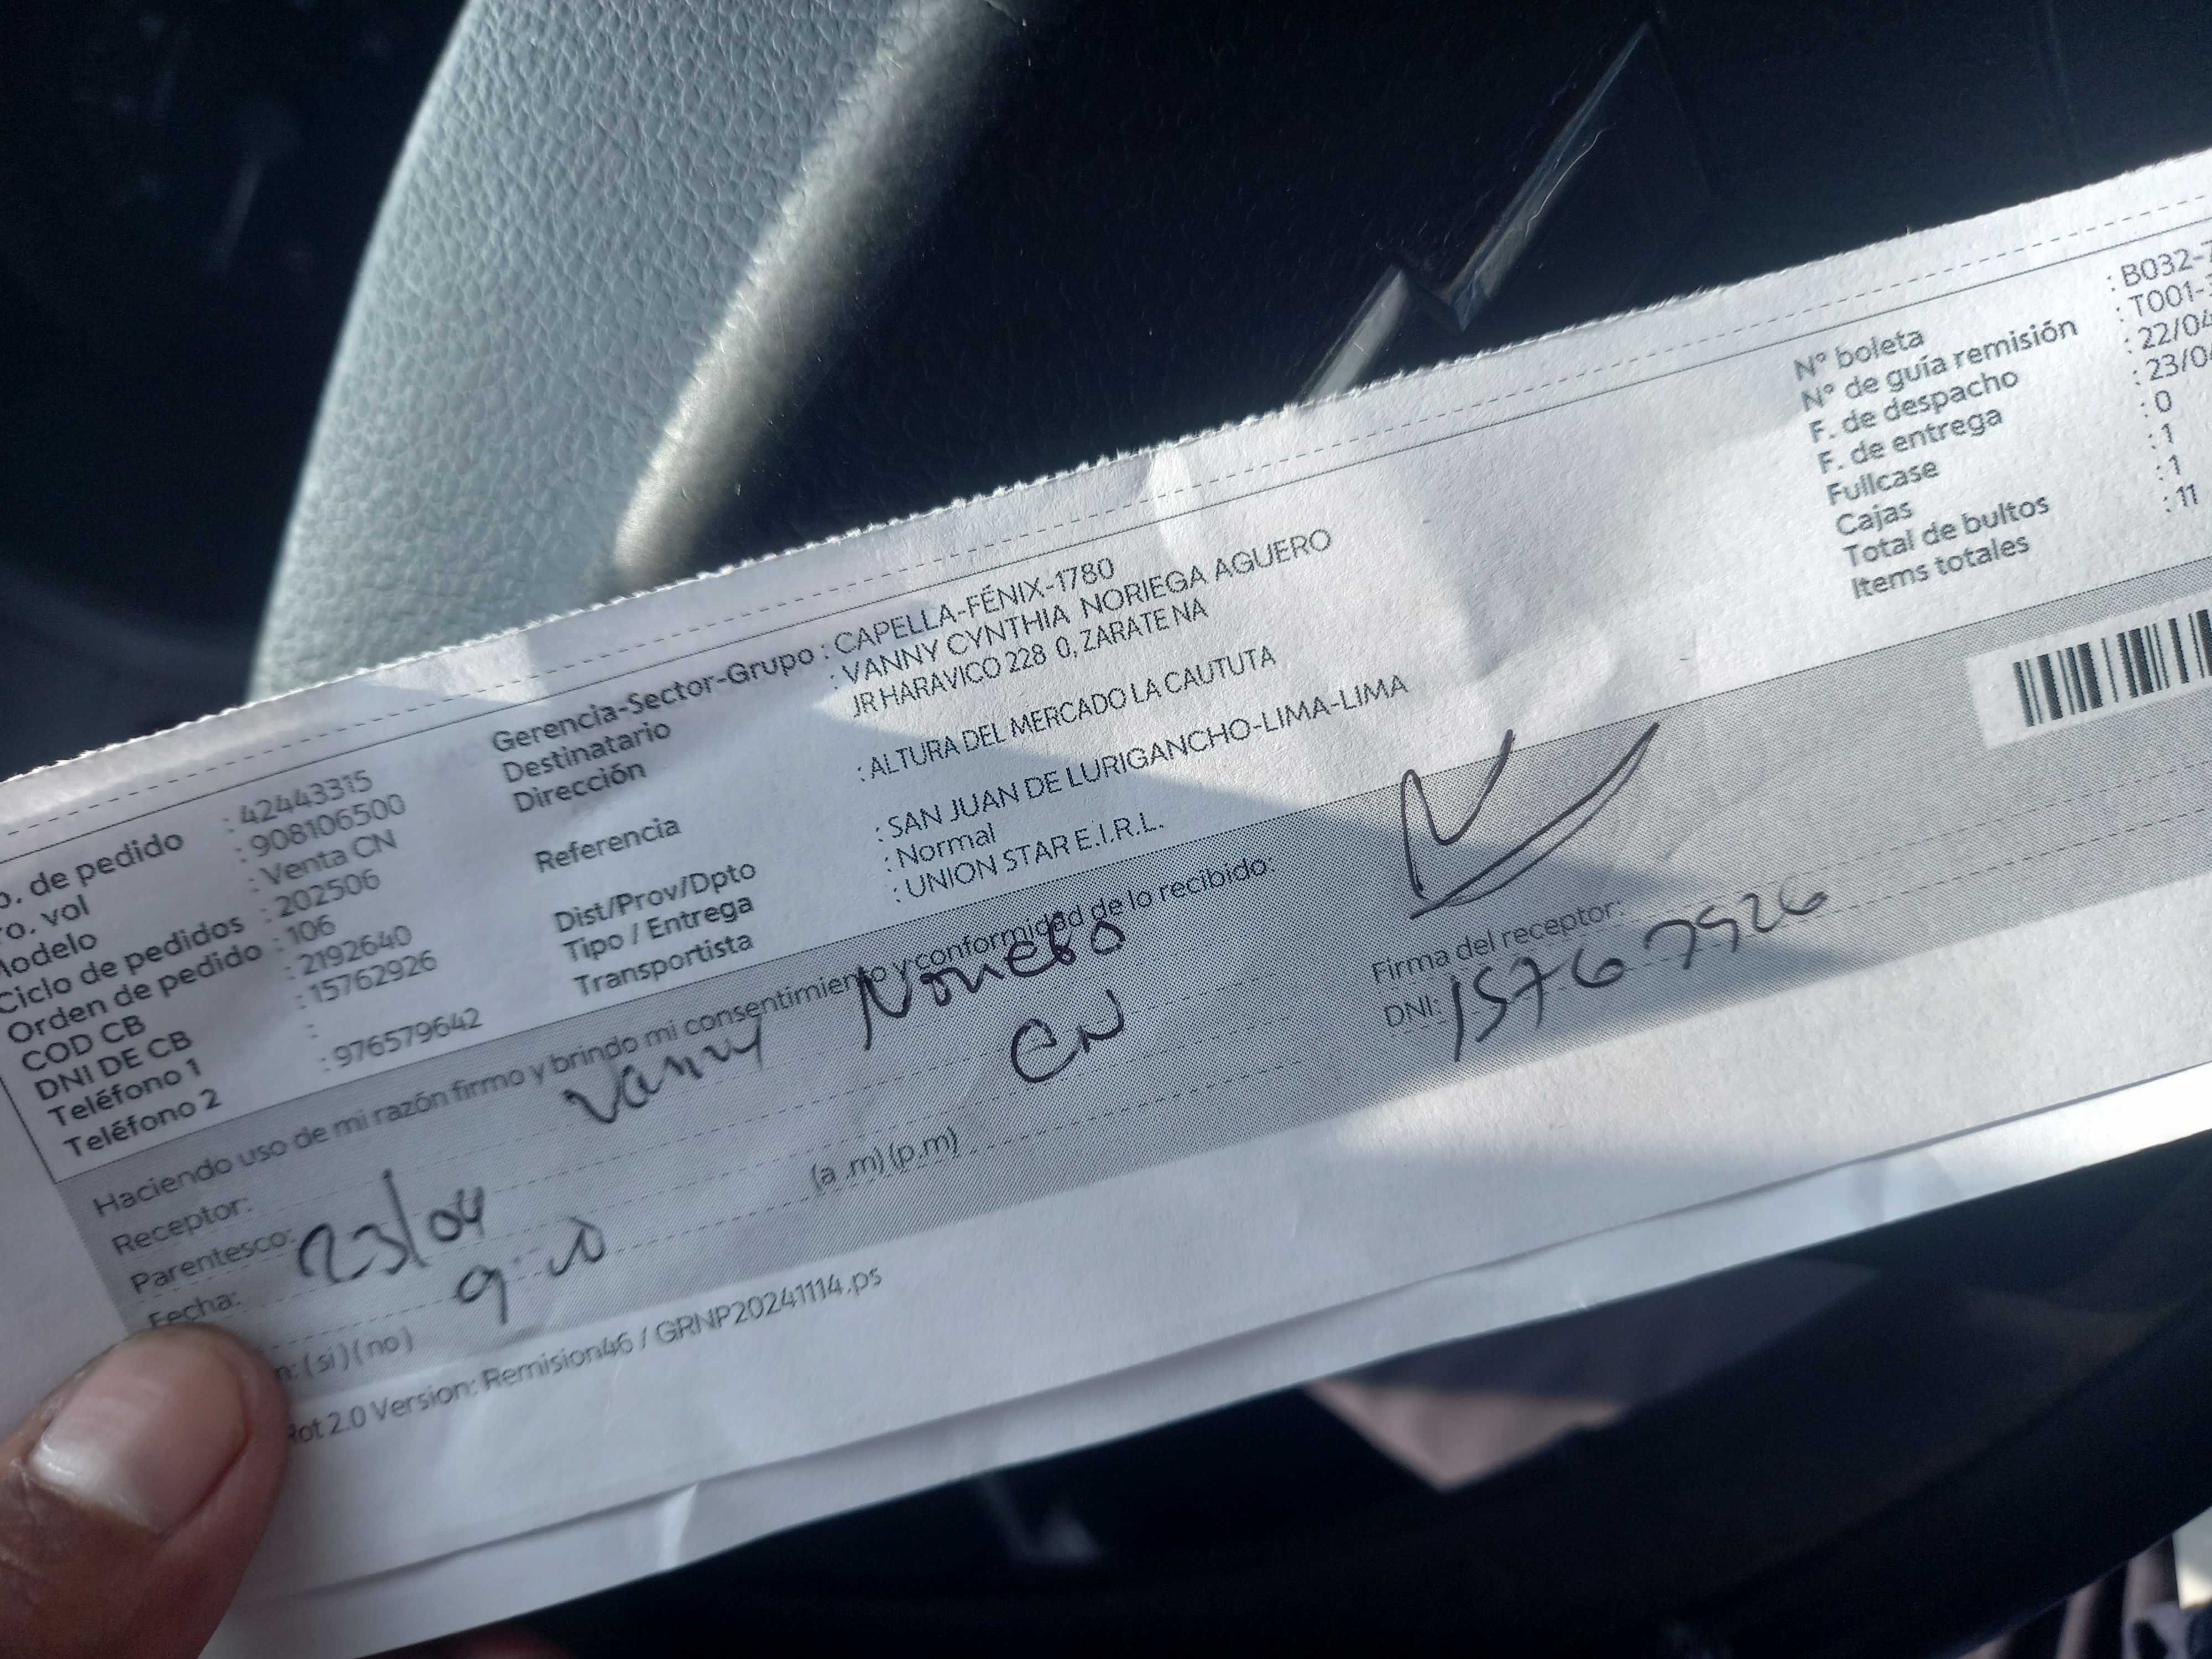 o. de pedido : 42443315
ro. vol : 908106500
Modelo : Venta CN
Ciclo de pedidos : 202506
Orden de pedido : 106
COD CB : 2192640
DNI DE CB : 15762926
Teléfono 1 :
Teléfono 2 : 976579642
Gerencia-Sector-Grupo : CAPELLA-FÉNIX-1780
Destinatario : VANNY CYNTHIA NORIEGA AGUERO
Dirección JR HARAVICO 228 0, ZARATE NA
Referencia : ALTURA DEL MERCADO LA CAUTUTA
Dist/Prov/Dpto : SAN JUAN DE LURIGANCHO-LIMA-LIMA
Tipo / Entrega : Normal
Transportista : UNION STAR E.I.R.L.
N° boleta : B032-7
N° de guía remisión : T001-
F. de despacho : 22/04
F. de entrega : 23/0
Fullcase : 0
Cajas : 1
Total de bultos : 1
Items totales : 11
Haciendo uso de mi razón firmo y brindo mi consentimiento y conformidad de lo recibido:
Receptor: Vanny
Parentesco: CN
Fecha: 23/04
9:
(a .m) (p.m)
n: ( si ) ( no )
Firma del receptor:
DNI: 1576 7926
Rot 2.0 Version: Remision46 / GRNP20241114.ps